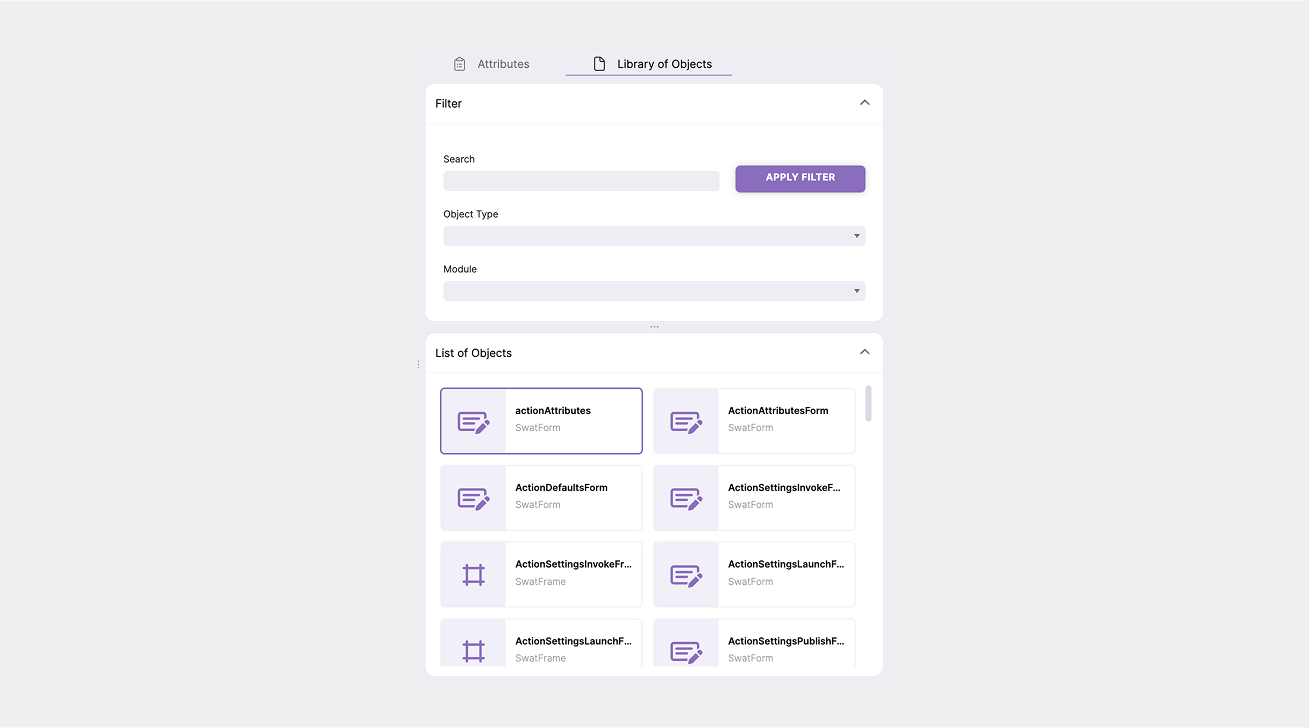 Attributes
Library of Objects
Filter
Search
APPLY FILTER
Object Type
Module
List of Objects
actionAttributes
SwatForm
ActionAttributesForm
SwatForm
ActionDefaultsForm
SwatForm
ActionSettingsInvokeF...
SwatForm
ActionSettingsInvokeFr...
SwatFrame
ActionSettingsLaunchF...
SwatForm
ActionSettingsLaunchF...
SwatFrame
ActionSettingsPublishF...
SwatForm